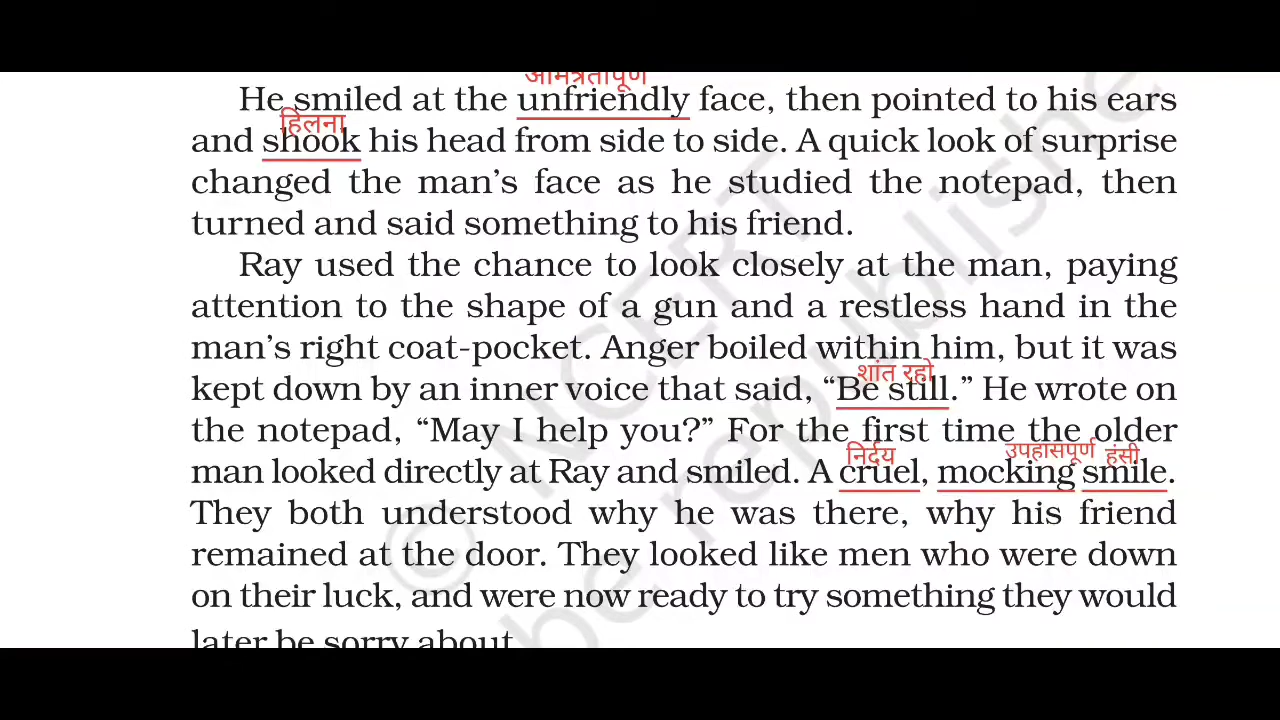 अमित्रतापूर्ण
He smiled at the unfriendly face, then pointed to his ears
हिलना
and shook his head from side to side. A quick look of surprise
changed the man’s face as he studied the notepad, then
turned and said something to his friend.
Ray used the chance to look closely at the man, paying
attention to the shape of a gun and a restless hand in the
man’s right coat-pocket. Anger boiled within him, but it was
शांत रहो
kept down by an inner voice that said, “Be still.” He wrote on
the notepad, “May I help you?” For the first time the older
निर्दय उपहासपूर्ण हंसी
man looked directly at Ray and smiled. A cruel, mocking smile.
They both understood why he was there, why his friend
remained at the door. They looked like men who were down
on their luck, and were now ready to try something they would
later be sorry about
© NCERT
be republishe